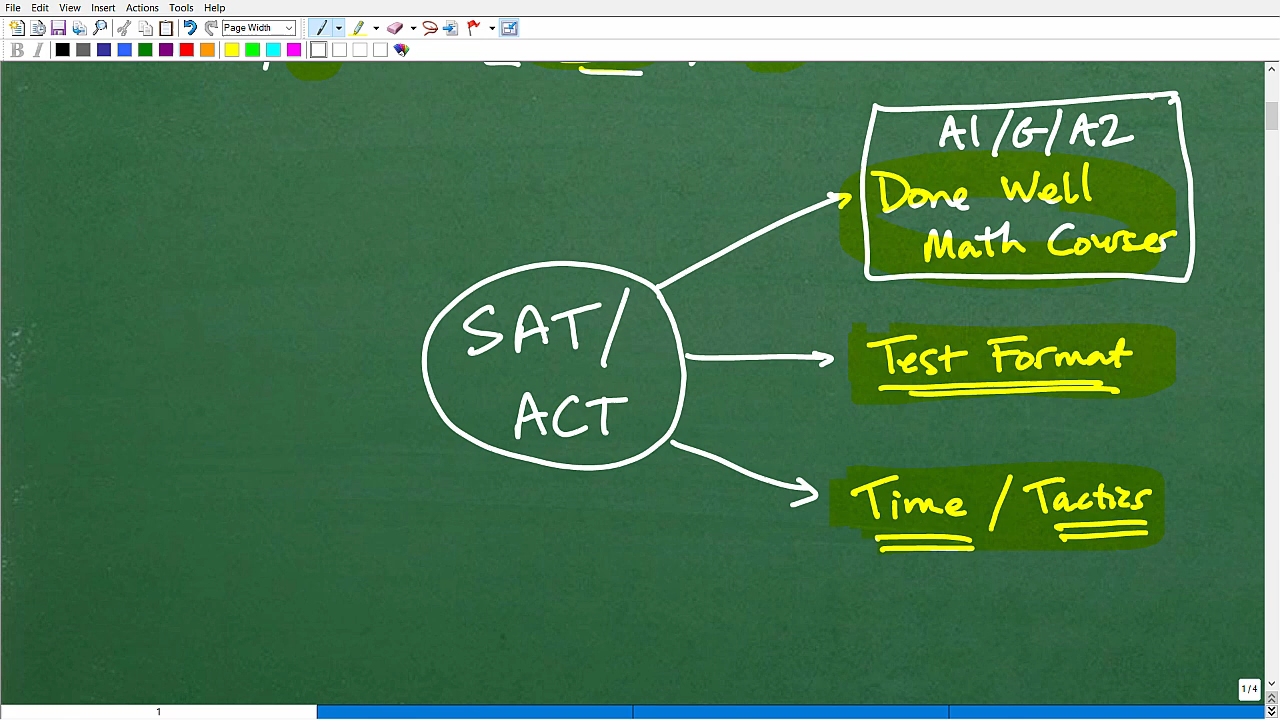 File Edit View Insert Actions Tools Help
Page Width
B I
A1/G/A2
Done Well
Math Courses
SAT/
ACT
Test Format
Time / Tactics
1/4
1